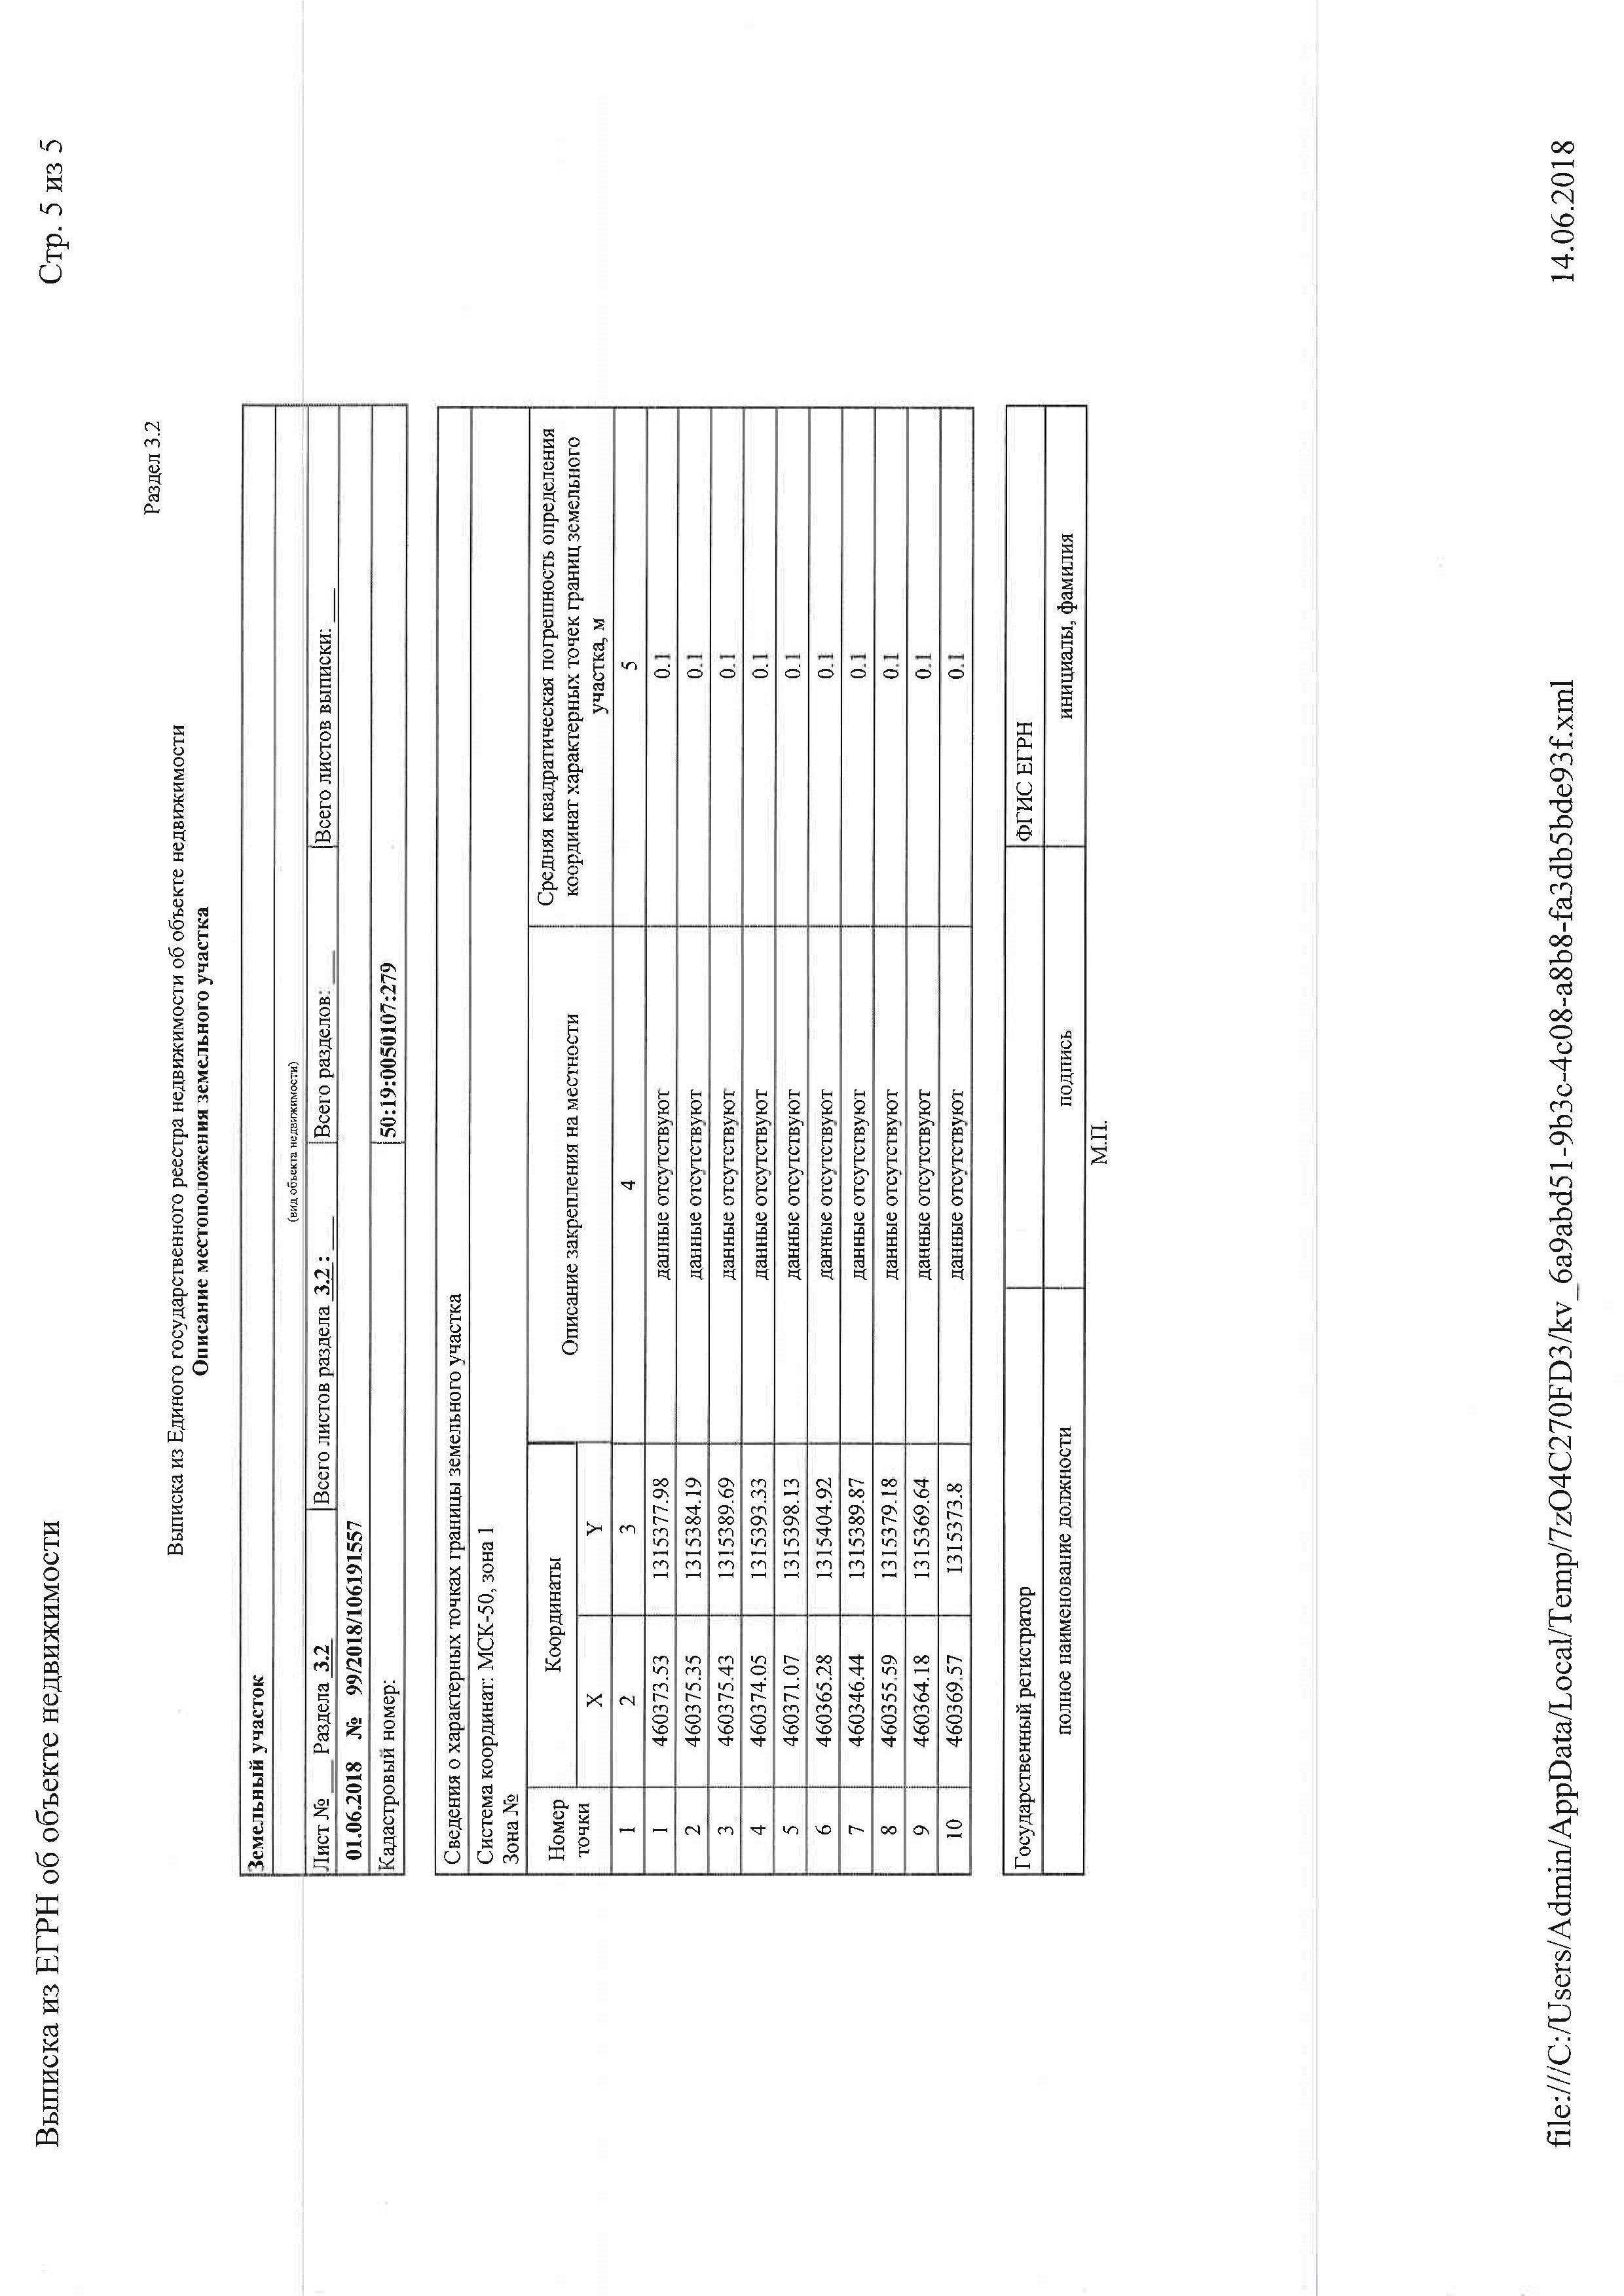 Выписка из ЕГРН об объекте недвижимости
Стр. 5 из 5
Раздел 3.2
Выписка из Единого государственного реестра недвижимости об объекте недвижимости
Описание местоположения земельного участка
Земельный участок
(вид объекта недвижимости)
Лист № ___ Раздела 3.2 Всего листов раздела 3.2 : ___ Всего разделов: ___ Всего листов выписки: ___
01.06.2018 № 99/2018/106191557
Кадастровый номер: 50:19:0050107:279
Сведения о характерных точках границы земельного участка
Система координат: МСК-50, зона 1
Зона №
Номер точки Координаты Описание закрепления на местности Средняя квадратическая погрешность определения координат характерных точек границ земельного участка, м
X Y
1 2 3 4 5
1 460373.53 1315377.98 данные отсутствуют 0.1
2 460375.35 1315384.19 данные отсутствуют 0.1
3 460375.43 1315389.69 данные отсутствуют 0.1
4 460374.05 1315393.33 данные отсутствуют 0.1
5 460371.07 1315398.13 данные отсутствуют 0.1
6 460365.28 1315404.92 данные отсутствуют 0.1
7 460346.44 1315389.87 данные отсутствуют 0.1
8 460355.59 1315379.18 данные отсутствуют 0.1
9 460364.18 1315369.64 данные отсутствуют 0.1
10 460369.57 1315373.8 данные отсутствуют 0.1
Государственный регистратор ФГИС ЕГРН
полное наименование должности подпись инициалы, фамилия
М.П.
file:///C:/Users/Admin/AppData/Local/Temp/7zO4C270FD3/kv_6a9abd51-9b3c-4c08-a8b8-fa3db5bde93f.xml
14.06.2018